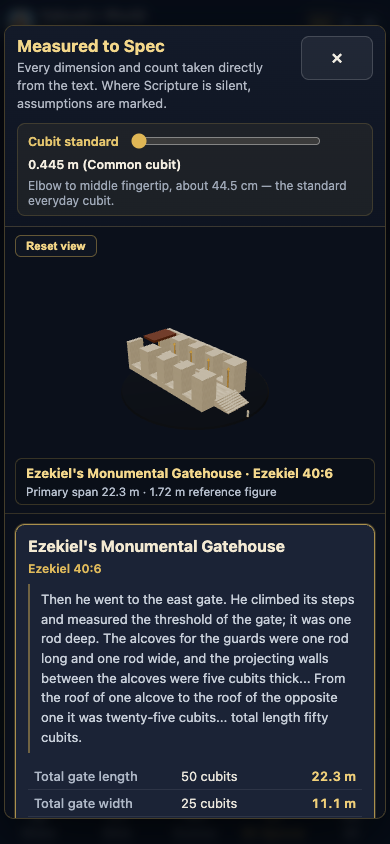 Measured to Spec
Every dimension and count taken directly
from the text. Where Scripture is silent,
assumptions are marked.
×
Cubit standard
0.445 m (Common cubit)
Elbow to middle fingertip, about 44.5 cm — the standard
everyday cubit.
Reset view
Ezekiel's Monumental Gatehouse · Ezekiel 40:6
Primary span 22.3 m · 1.72 m reference figure
Ezekiel's Monumental Gatehouse
Ezekiel 40:6
Then he went to the east gate. He climbed its steps
and measured the threshold of the gate; it was one
rod deep. The alcoves for the guards were one rod
long and one rod wide, and the projecting walls
between the alcoves were five cubits thick... From
the roof of one alcove to the roof of the opposite
one it was twenty-five cubits... total length fifty
cubits.
Total gate length 50 cubits 22.3 m
Total gate width 25 cubits 11.1 m